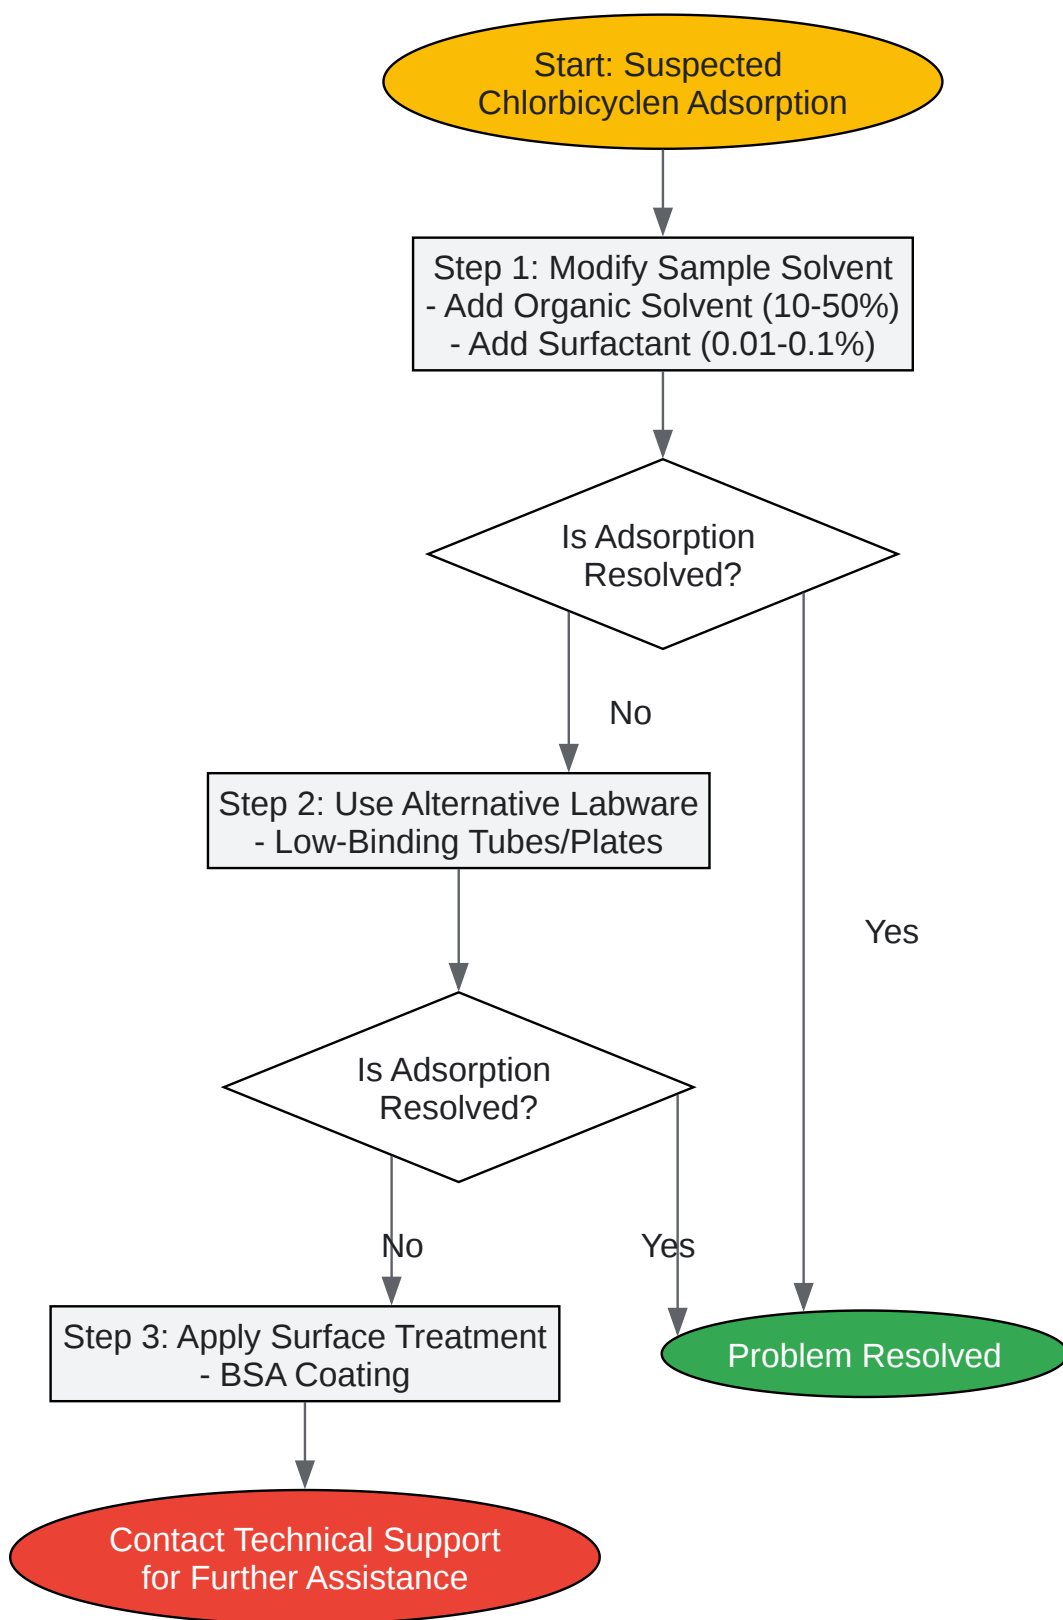 Start: Suspected
Chlorbicyclen Adsorption
Step 1: Modify Sample Solvent
- Add Organic Solvent (10-50%)
- Add Surfactant (0.01-0.1%)
Is Adsorption
Resolved?
No
Step 2: Use Alternative Labware
- Low-Binding Tubes/Plates
Yes
Is Adsorption
Resolved?
No
Yes
Step 3: Apply Surface Treatment
- BSA Coating
Problem Resolved
Contact Technical Support
for Further Assistance